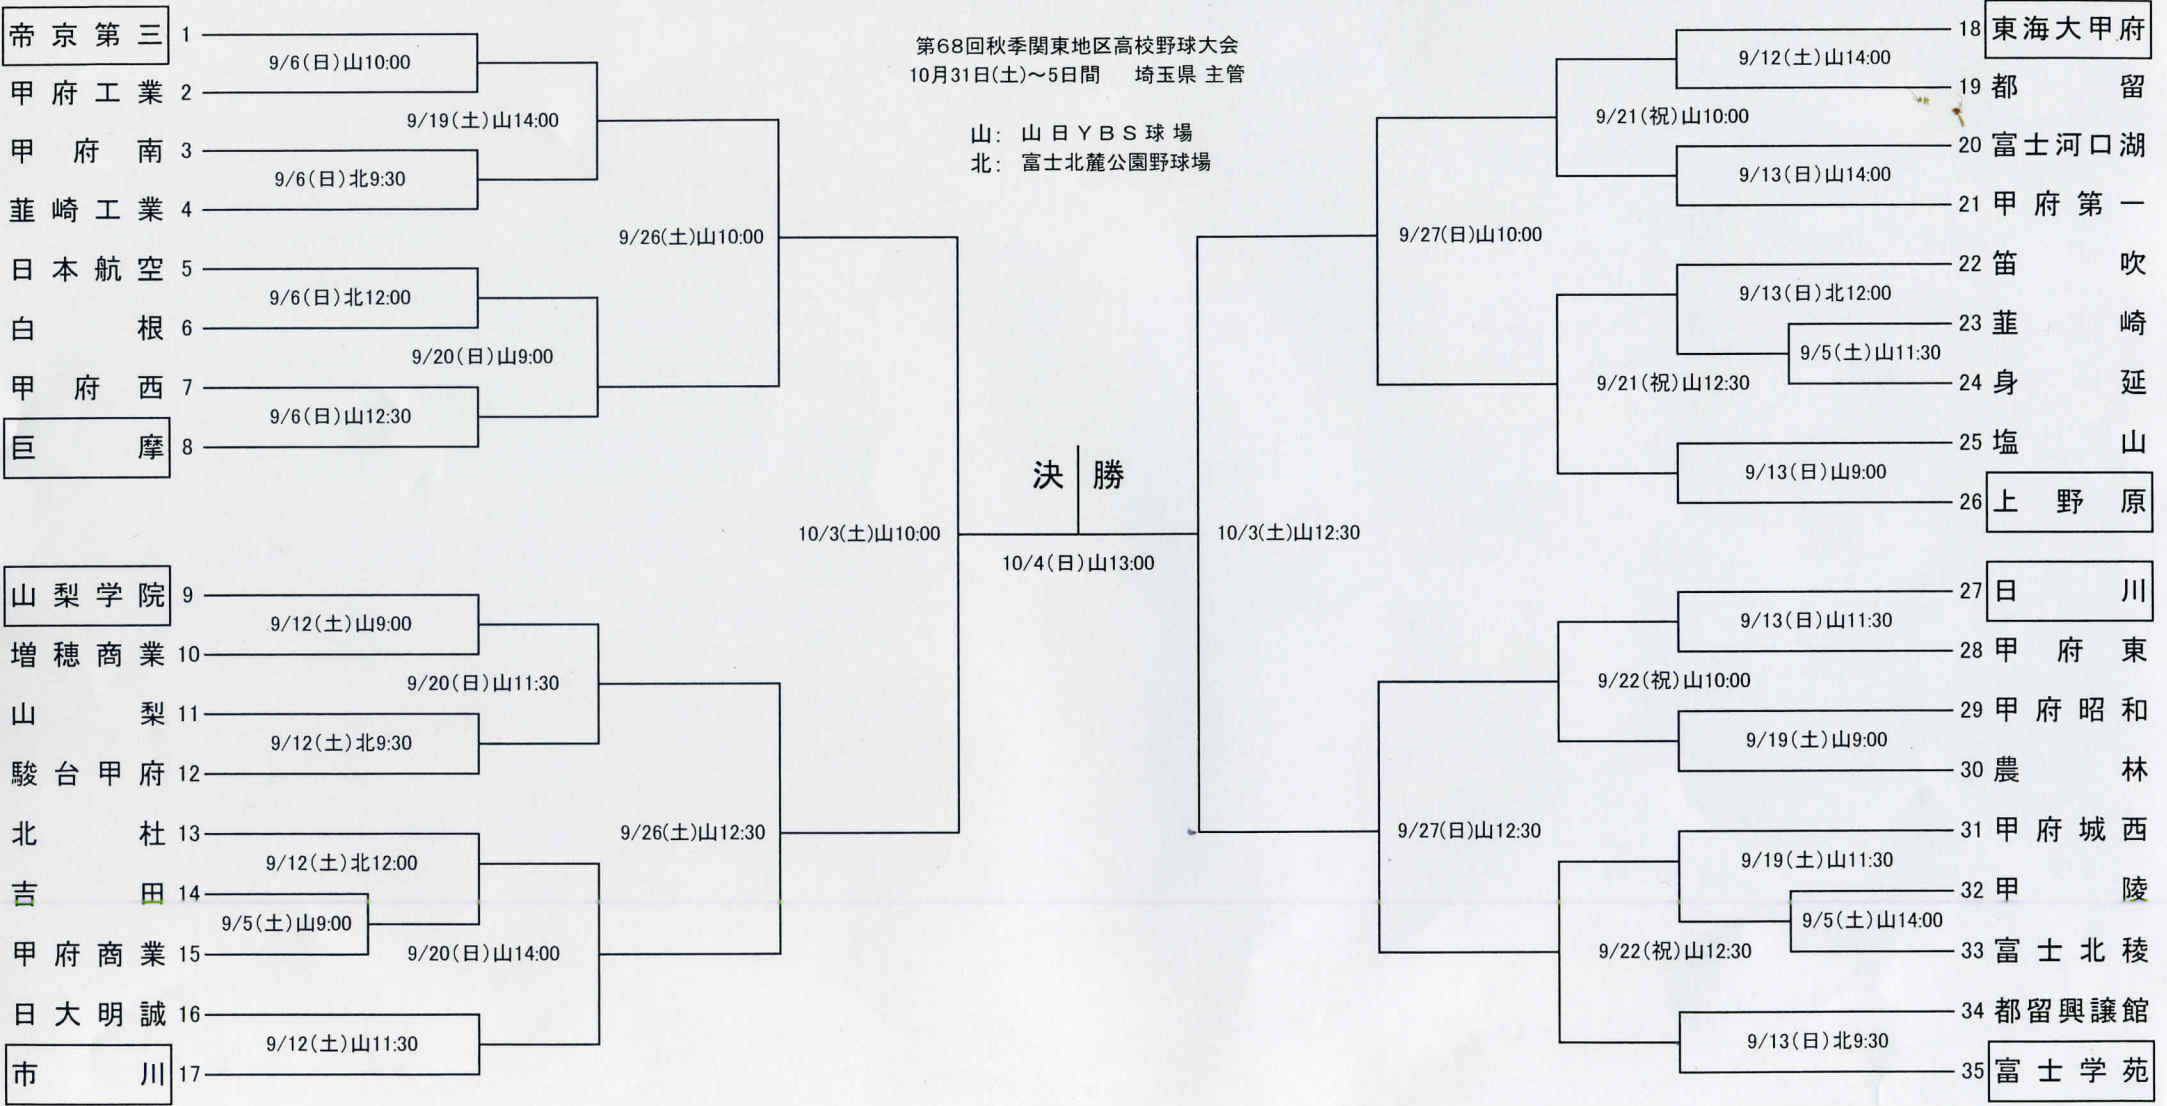 第68回秋季関東地区高校野球大会
10月31日(土)～5日間 埼玉県 主管
山: 山日YBS球場
北: 富士北麓公園野球場
帝京第三 1
9/6(日)山10:00
甲府工業 2
9/19(土)山14:00
甲府南 3
9/6(日)北9:30
韮崎工業 4
9/26(土)山10:00
日本航空 5
9/6(日)北12:00
白根 6
9/20(日)山9:00
甲府西 7
9/6(日)山12:30
巨摩 8
10/3(土)山10:00
山梨学院 9
9/12(土)山9:00
増穂商業 10
9/20(日)山11:30
山梨 11
9/12(土)北9:30
駿台甲府 12
9/26(土)山12:30
北杜 13
9/12(土)北12:00
吉田 14
9/5(土)山9:00
甲府商業 15
9/20(日)山14:00
日大明誠 16
9/12(土)山11:30
市川 17
決勝
10/4(日)山13:00
18 東海大甲府
9/12(土)山14:00
19 都留
9/21(祝)山10:00
20 富士河口湖
9/13(日)山14:00
21 甲府第一
9/27(日)山10:00
22 笛吹
9/13(日)北12:00
23 韮崎
9/5(土)山11:30
24 身延
9/21(祝)山12:30
25 塩山
9/13(日)山9:00
26 上野原
10/3(土)山12:30
27 日川
9/13(日)山11:30
28 甲府東
9/22(祝)山10:00
29 甲府昭和
9/19(土)山9:00
30 農林
9/27(日)山12:30
31 甲府城西
9/19(土)山11:30
32 甲陵
9/5(土)山14:00
33 富士北稜
9/22(祝)山12:30
34 都留興譲館
9/13(日)北9:30
35 富士学苑